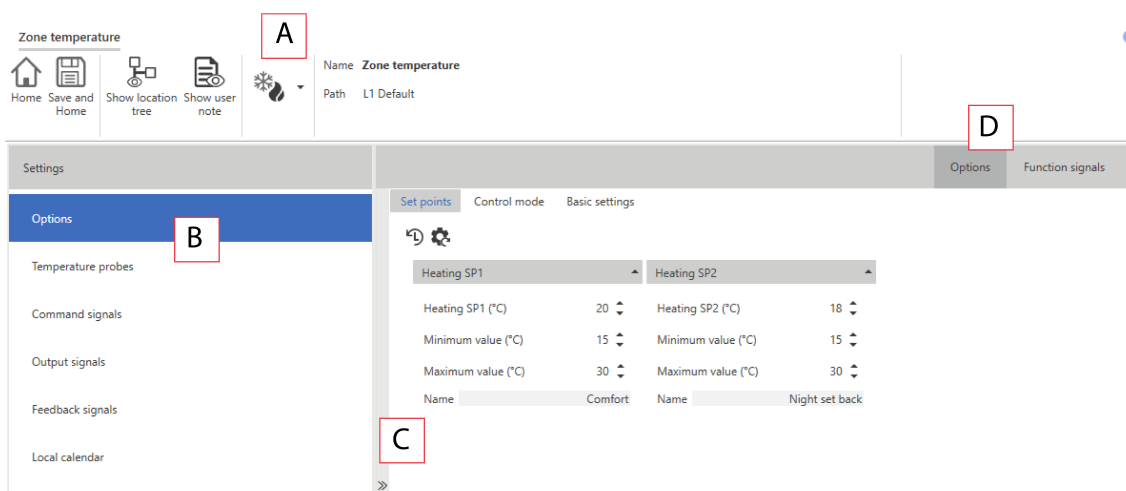 A
Zone temperature
Home
Save and Home
Show location tree
Show user note
Name Zone temperature
Path L1 Default
D
Settings
Options Function signals
Options
B
Temperature probes
Command signals
Output signals
Feedback signals
Local calendar
Set points Control mode Basic settings
Heating SP1 Heating SP2
Heating SP1 (°C) 20 Heating SP2 (°C) 18
Minimum value (°C) 15 Minimum value (°C) 15
Maximum value (°C) 30 Maximum value (°C) 30
Name Comfort Name Night set back
C